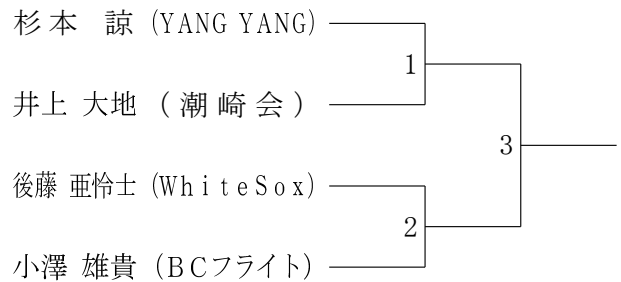 杉本 諒 (YANG YANG)
1
井上 大地 (潮崎会)
3
後藤 亜怜士 (WhiteSox)
2
小澤 雄貴 (BCフライト)